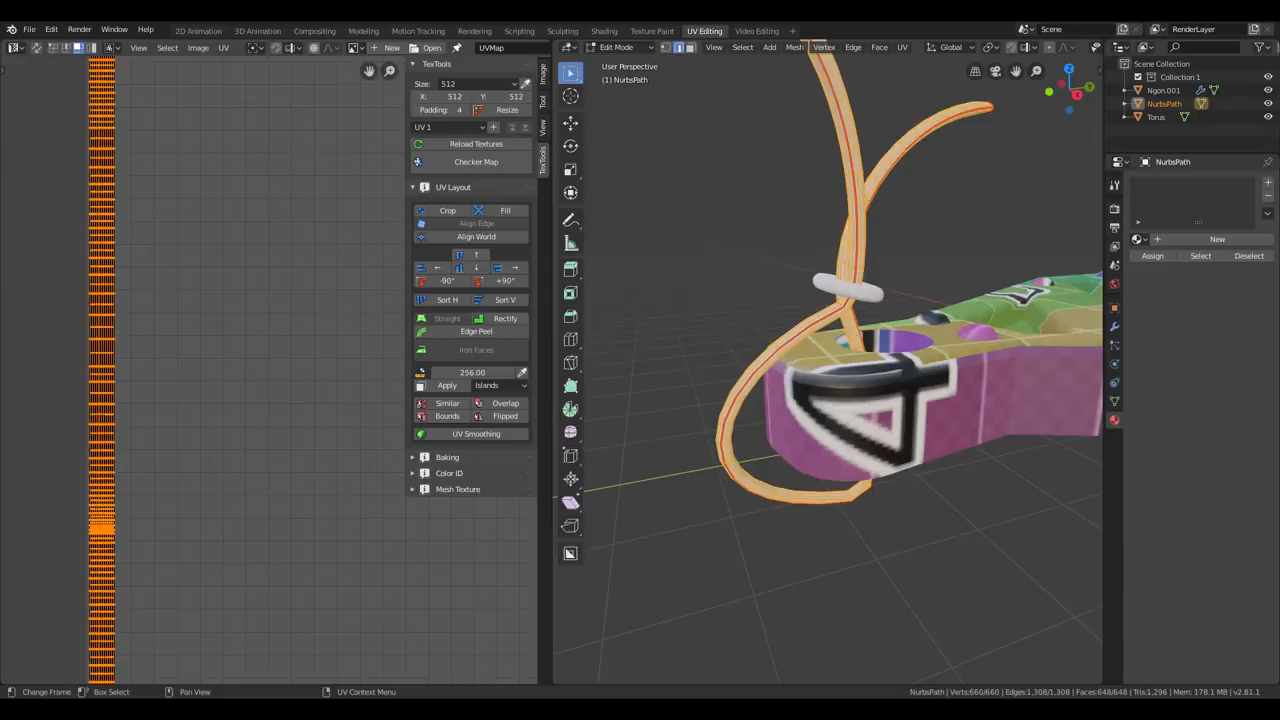 File Edit Render Window Help 2D Animation 3D Animation Compositing Modeling Motion Tracking Rendering Scripting Sculpting Shading Texture Paint UV Editing Video Editing Scene RenderLayer
View Select Image UV New Open UVMap Edit Mode View Select Add Mesh Vertex Edge Face UV Global
TexTools
Size: 512
X: 512 Y: 512
Padding: 4 Resize
UV 1
Reload Textures
Checker Map
UV Layout
Crop Fill
Align Edge
Align World
-90° +90°
Sort H Sort V
Straight Rectify
Edge Peel
Iron Faces
256.00
Apply Islands
Similar Overlap
Bounds Flipped
UV Smoothing
Baking
Color ID
Mesh Texture
Image
Tool
View
TexTools
User Perspective
(1) NurbsPath
Z
Y
X
Scene Collection
Collection 1
Ngon.001
NurbsPath
Torus
NurbsPath
New
Assign Select Deselect
Change Frame Box Select Pan View UV Context Menu NurbsPath | Verts:660/660 | Edges:1,308/1,308 | Faces:648/648 | Tris:1,296 | Mem: 178.1 MB | v2.81.1